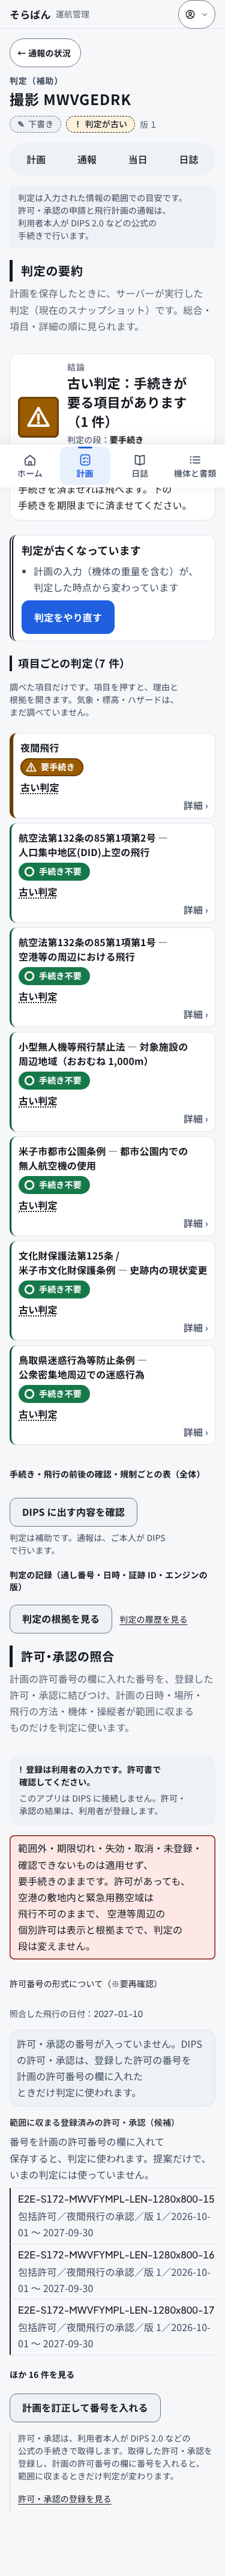 そらばん 運航管理
← 通報の状況
判定（補助）
撮影 MWVGEDRK
✎ 下書き ！ 判定が古い 版 1
計画 通報 当日 日誌
判定は入力された情報の範囲での目安です。
許可・承認の申請と飛行計画の通報は、
利用者本人が DIPS 2.0 などの公式の
手続きで行います。
判定の要約
計画を保存したときに、サーバーが実行した
判定（現在のスナップショット）です。総合・
項目・詳細の順に見られます。
結論
古い判定：手続きが
要る項目があります
（1 件）
判定の段：要手続き
ホーム 計画 日誌 機体と書類
手続きを済ませれば飛べます。下の
手続きを期限までに済ませてください。
判定が古くなっています
計画の入力（機体の重量を含む）が、
判定した時点から変わっています
判定をやり直す
項目ごとの判定（7 件）
調べた項目だけです。項目を押すと、理由と
根拠を開きます。気象・標高・ハザードは、
まだ調べていません。
夜間飛行
要手続き
古い判定
詳細 ›
航空法第132条の85第1項第2号 —
人口集中地区(DID)上空の飛行
手続き不要
古い判定
詳細 ›
航空法第132条の85第1項第1号 —
空港等の周辺における飛行
手続き不要
古い判定
詳細 ›
小型無人機等飛行禁止法 — 対象施設の
周辺地域（おおむね 1,000m）
手続き不要
古い判定
詳細 ›
米子市都市公園条例 — 都市公園内での
無人航空機の使用
手続き不要
古い判定
詳細 ›
文化財保護法第125条 /
米子市文化財保護条例 — 史跡内の現状変更
手続き不要
古い判定
詳細 ›
鳥取県迷惑行為等防止条例 —
公衆密集地周辺での迷惑行為
手続き不要
古い判定
詳細 ›
手続き・飛行の前後の確認・規制ごとの表（全体）
DIPS に出す内容を確認
判定は補助です。通報は、ご本人が DIPS
で行います。
判定の記録（通し番号・日時・証跡 ID・エンジンの
版）
判定の根拠を見る 判定の履歴を見る
許可・承認の照合
計画の許可番号の欄に入れた番号を、登録した
許可・承認に結びつけ、計画の日時・場所・
飛行の方法・機体・操縦者が範囲に収まる
ものだけを判定に使います。
！登録は利用者の入力です。許可書で
確認してください。
このアプリは DIPS に接続しません。許可・
承認の結果は、利用者が登録します。
範囲外・期限切れ・失効・取消・未登録・
確認できないものは適用せず、
要手続きのままです。許可があっても、
空港の敷地内と緊急用務空域は
飛行不可のままで、空港等周辺の
個別許可は表示と根拠までで、判定の
段は変えません。
許可番号の形式について（※要再確認）
照合した飛行の日付：2027-01-10
許可・承認の番号が入っていません。DIPS
の許可・承認は、登録した許可の番号を
計画の許可番号の欄に入れた
ときだけ判定に使われます。
範囲に収まる登録済みの許可・承認（候補）
番号を計画の許可番号の欄に入れて
保存すると、判定に使われます。提案だけで、
いまの判定には使っていません。
E2E-S172-MWVFYMPL-LEN-1280x800-15
包括許可／夜間飛行の承認／版 1／2026-10-
01 〜 2027-09-30
E2E-S172-MWVFYMPL-LEN-1280x800-16
包括許可／夜間飛行の承認／版 1／2026-10-
01 〜 2027-09-30
E2E-S172-MWVFYMPL-LEN-1280x800-17
包括許可／夜間飛行の承認／版 1／2026-10-
01 〜 2027-09-30
ほか 16 件を見る
計画を訂正して番号を入れる
許可・承認は、利用者本人が DIPS 2.0 などの
公式の手続きで取得します。取得した許可・承認を
登録し、計画の許可番号の欄に番号を入れると、
範囲に収まるときだけ判定が変わります。
許可・承認の登録を見る